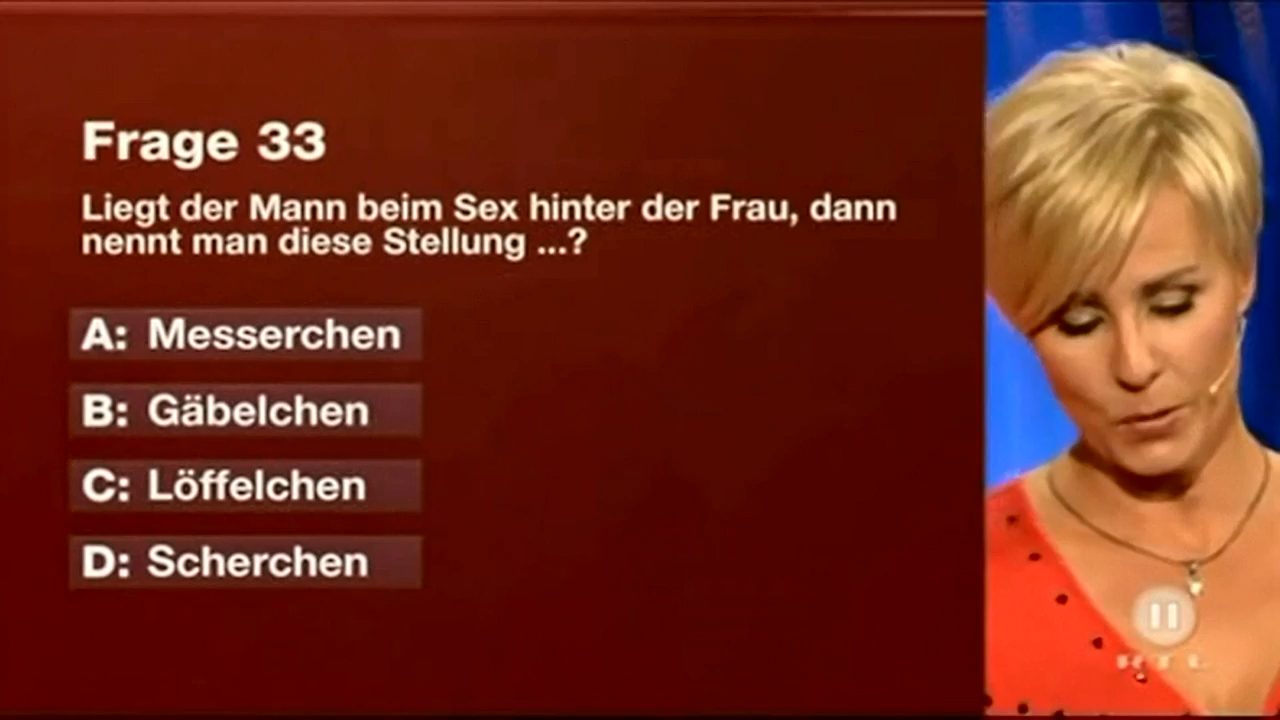 Frage 33
Liegt der Mann beim Sex hinter der Frau, dann
nennt man diese Stellung ...?
A: Messerchen
B: Gäbelchen
C: Löffelchen
D: Scherchen
RTL